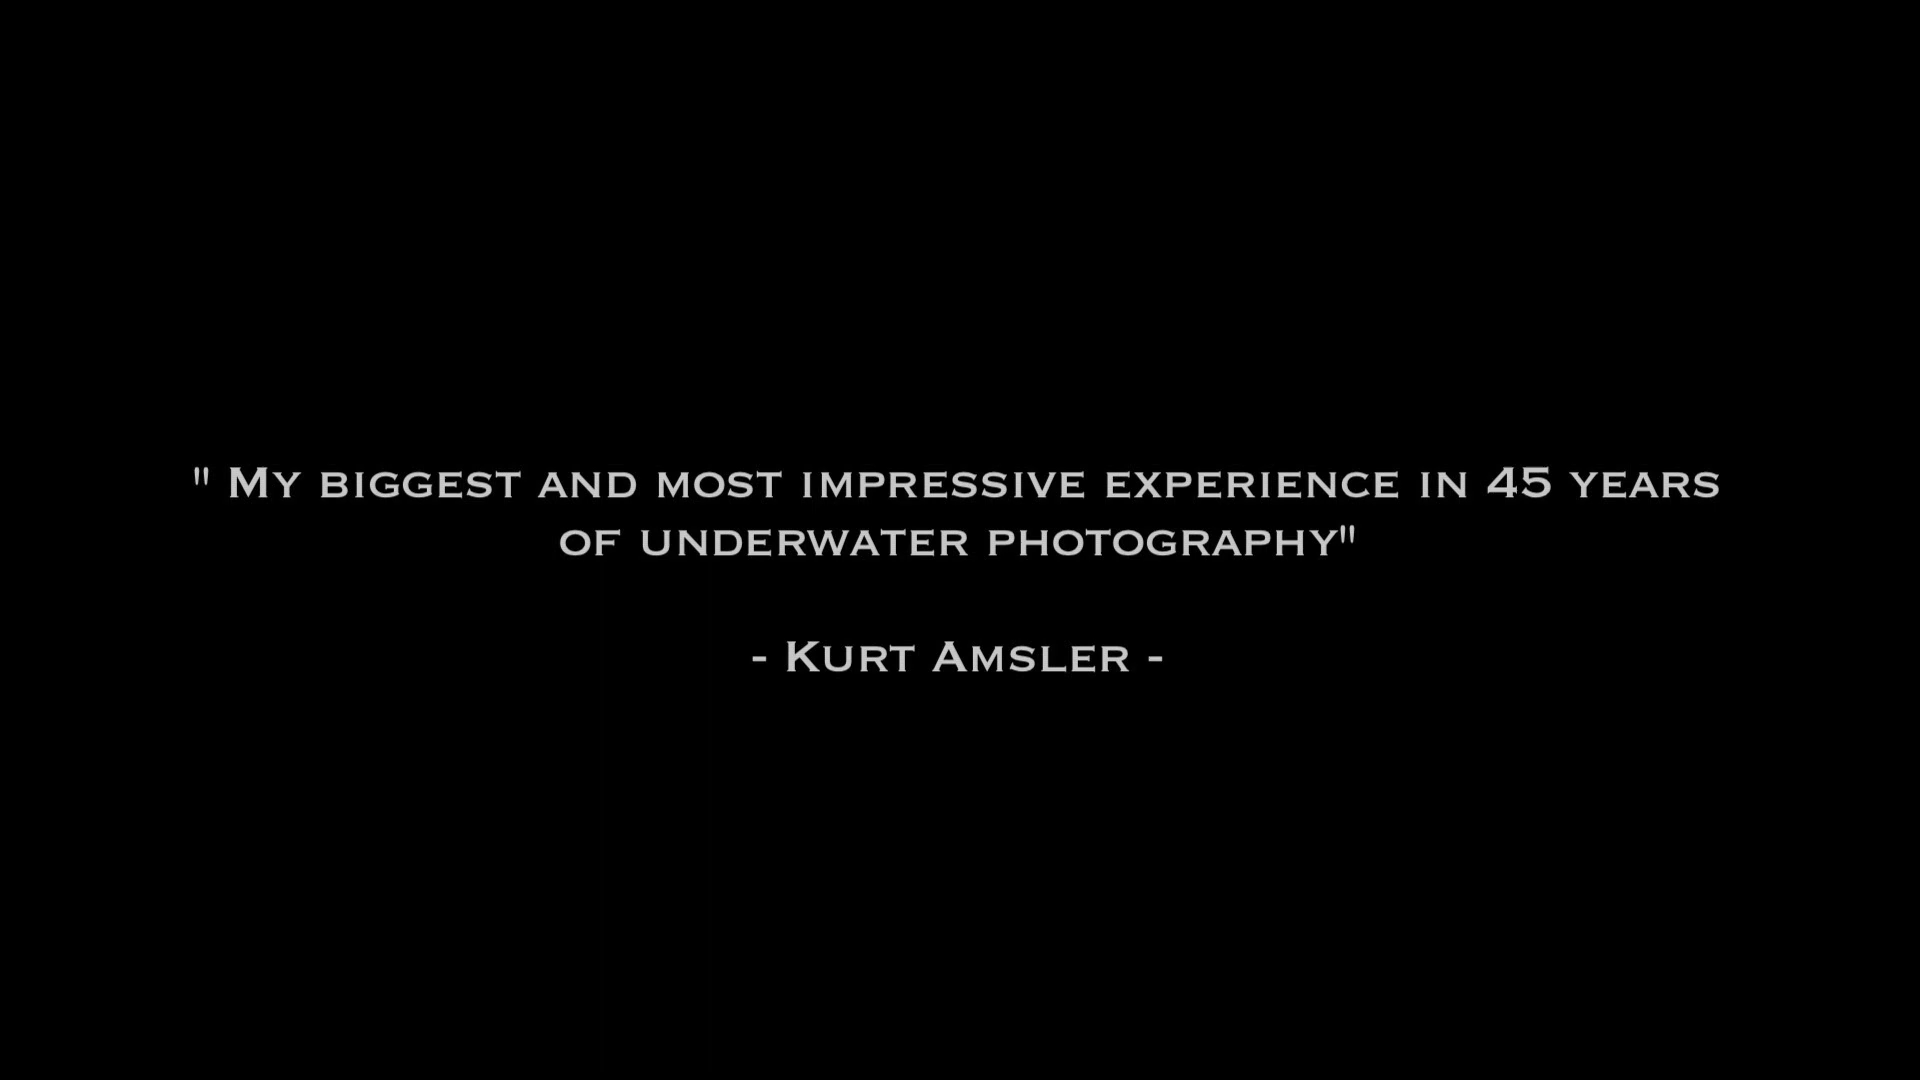 " My biggest and most impressive experience in 45 years
of underwater photography"
- Kurt Amsler -